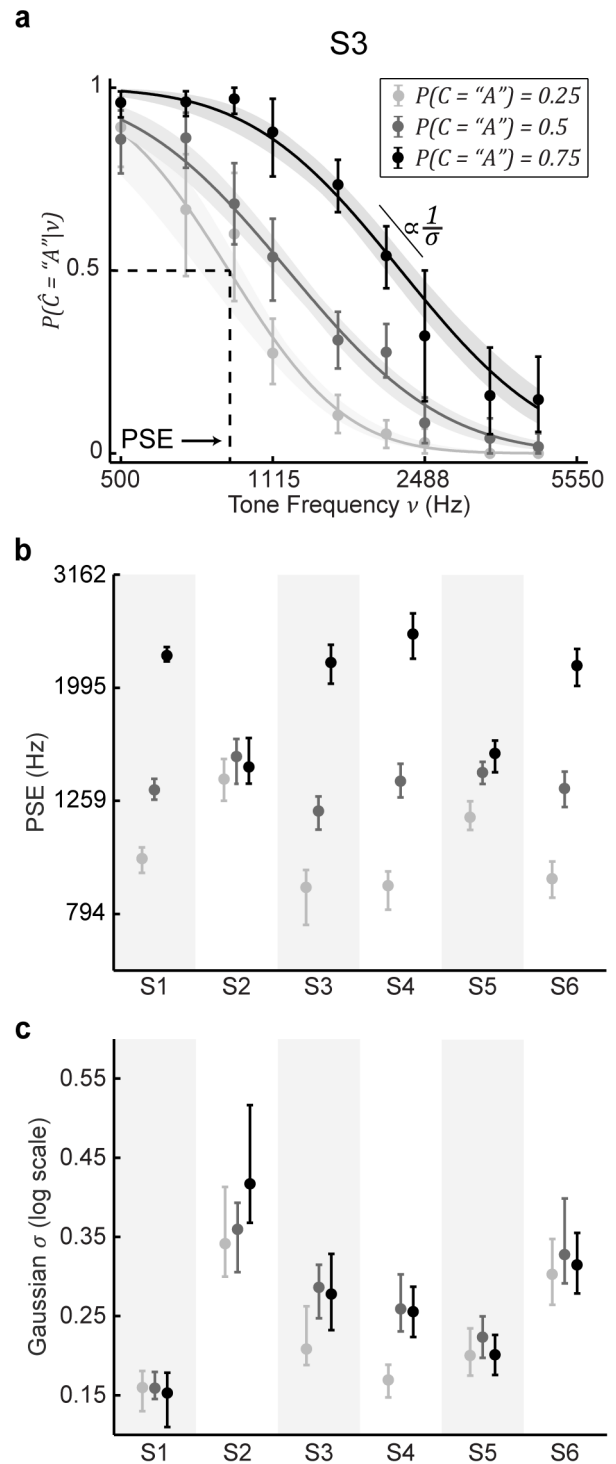 a
S3
1
P(C = "A") = 0.25
P(C = "A") = 0.5
P(C = "A") = 0.75
∝ 1/σ
P(Ĉ = "A"|ν)
0.5
PSE
0
500 1115 2488 5550
Tone Frequency ν (Hz)
b
3162
1995
PSE (Hz)
1259
794
S1 S2 S3 S4 S5 S6
c
0.55
0.45
Gaussian σ (log scale)
0.35
0.25
0.15
S1 S2 S3 S4 S5 S6